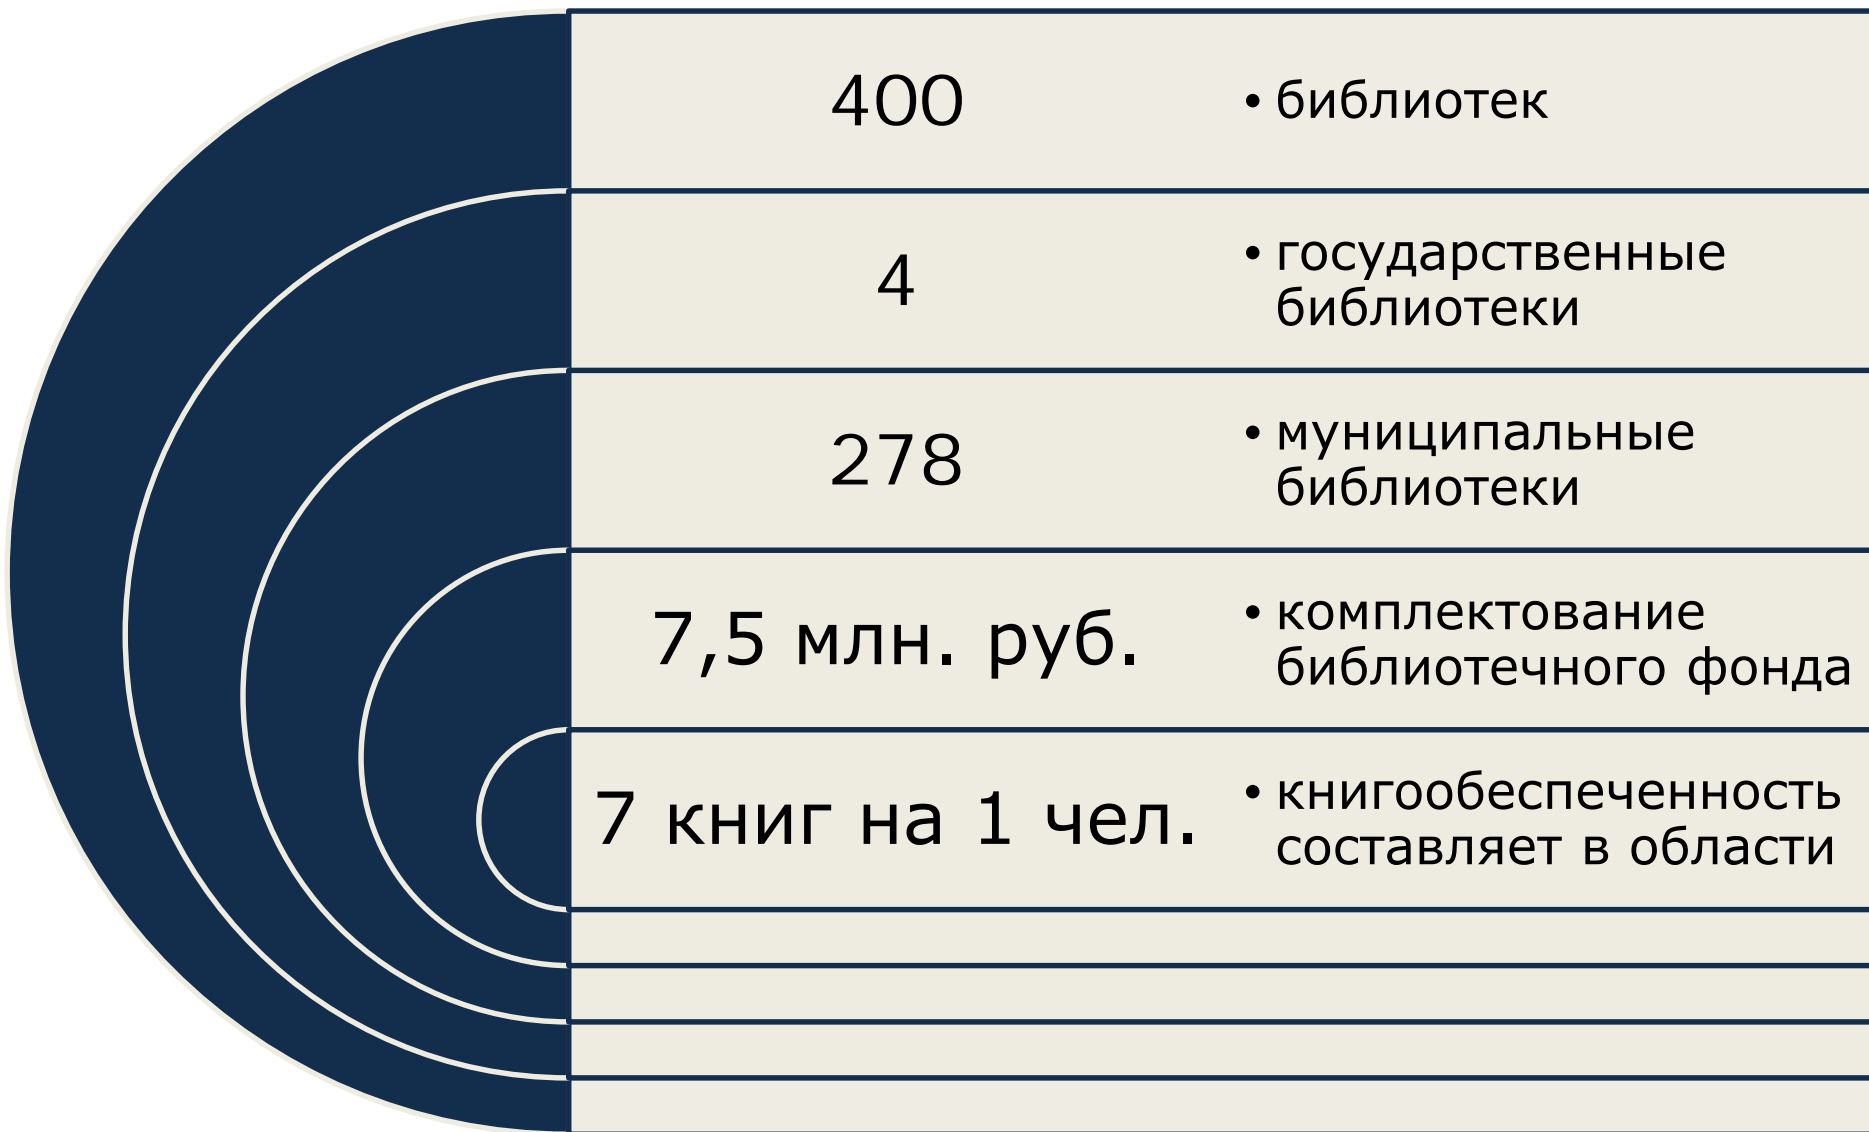 400
• библиотек
4
• государственные
библиотеки
278
• муниципальные
библиотеки
7,5 млн. руб.
• комплектование
библиотечного фонда
7 книг на 1 чел.
• книгообеспеченность
составляет в области